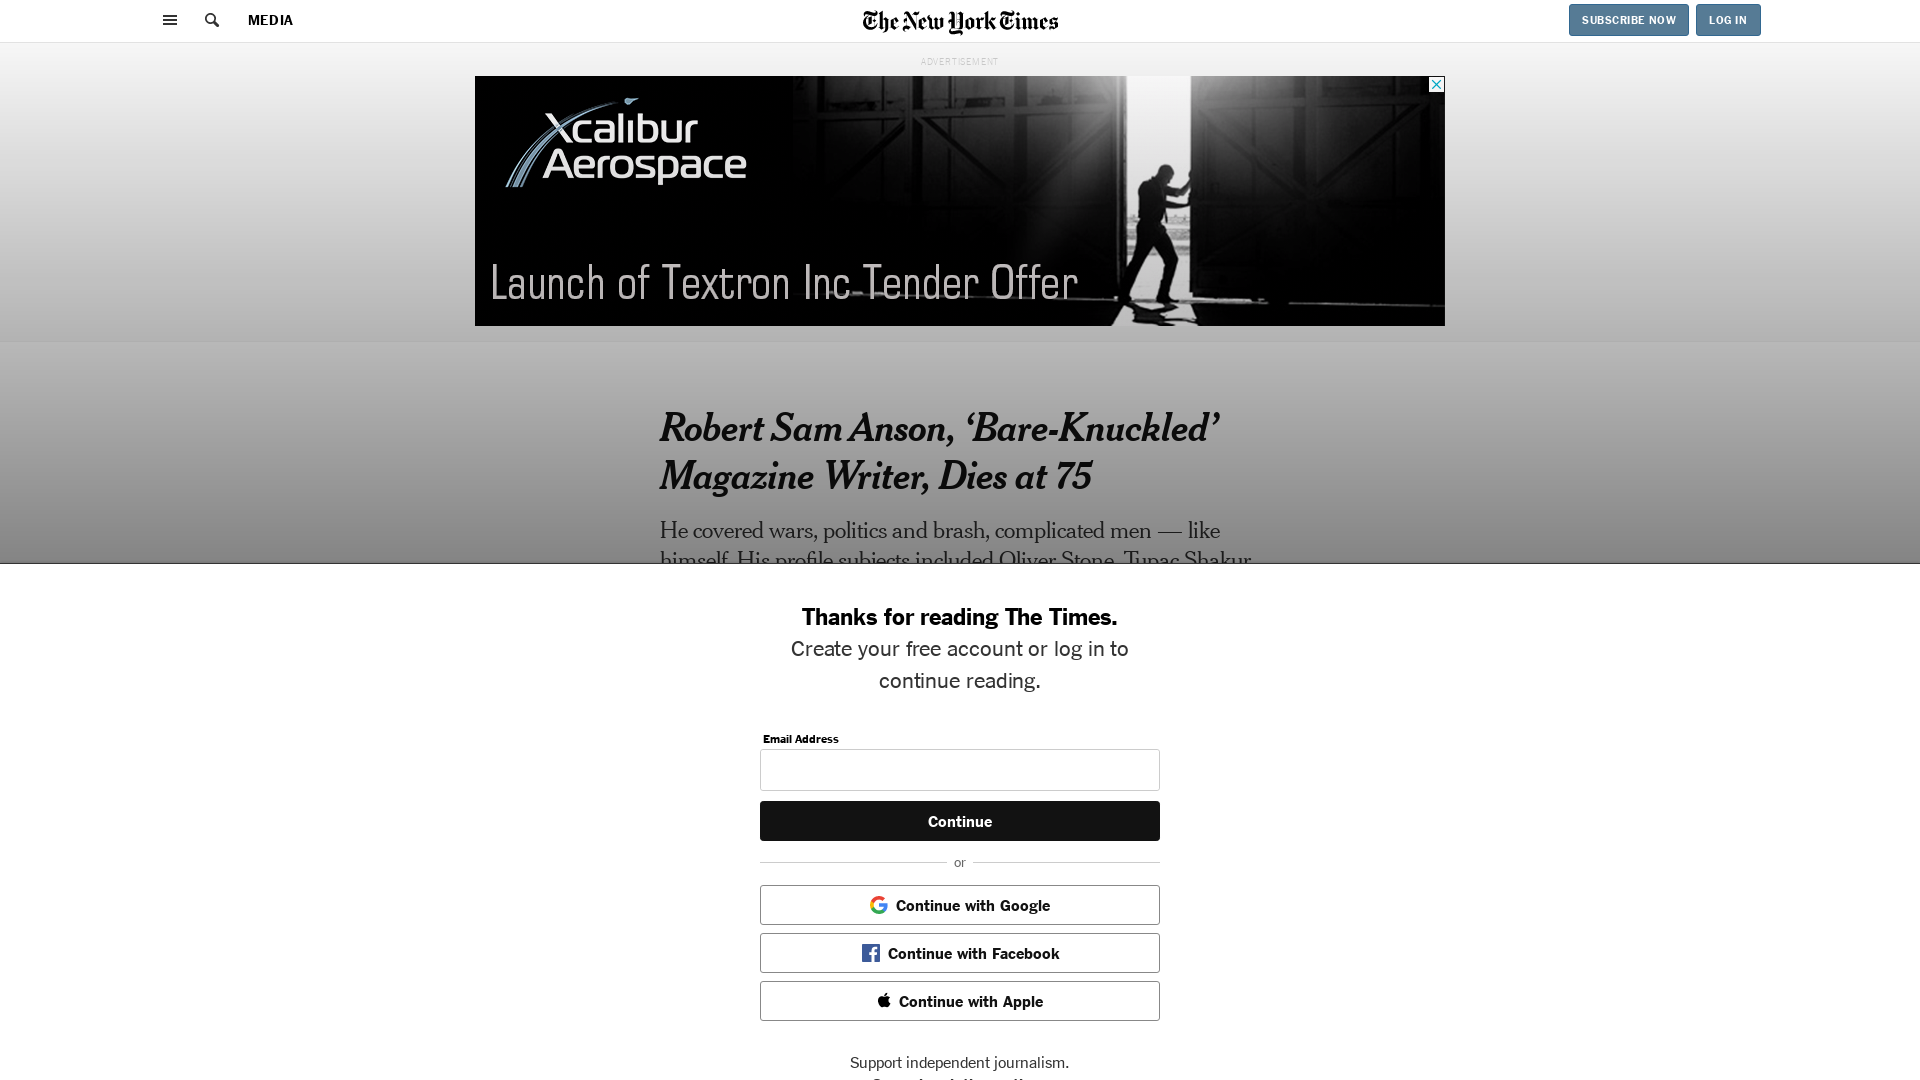 MEDIA
The New York Times
SUBSCRIBE NOW
LOG IN
ADVERTISEMENT
Xcalibur
Aerospace
Launch of Textron Inc Tender Offer
Robert Sam Anson, ‘Bare-Knuckled’
Magazine Writer, Dies at 75
He covered wars, politics and brash, complicated men — like
himself. His profile subjects included Oliver Stone, Tupac Shakur
Thanks for reading The Times.
Create your free account or log in to
continue reading.
Email Address
Continue
or
Continue with Google
Continue with Facebook
Continue with Apple
Support independent journalism.